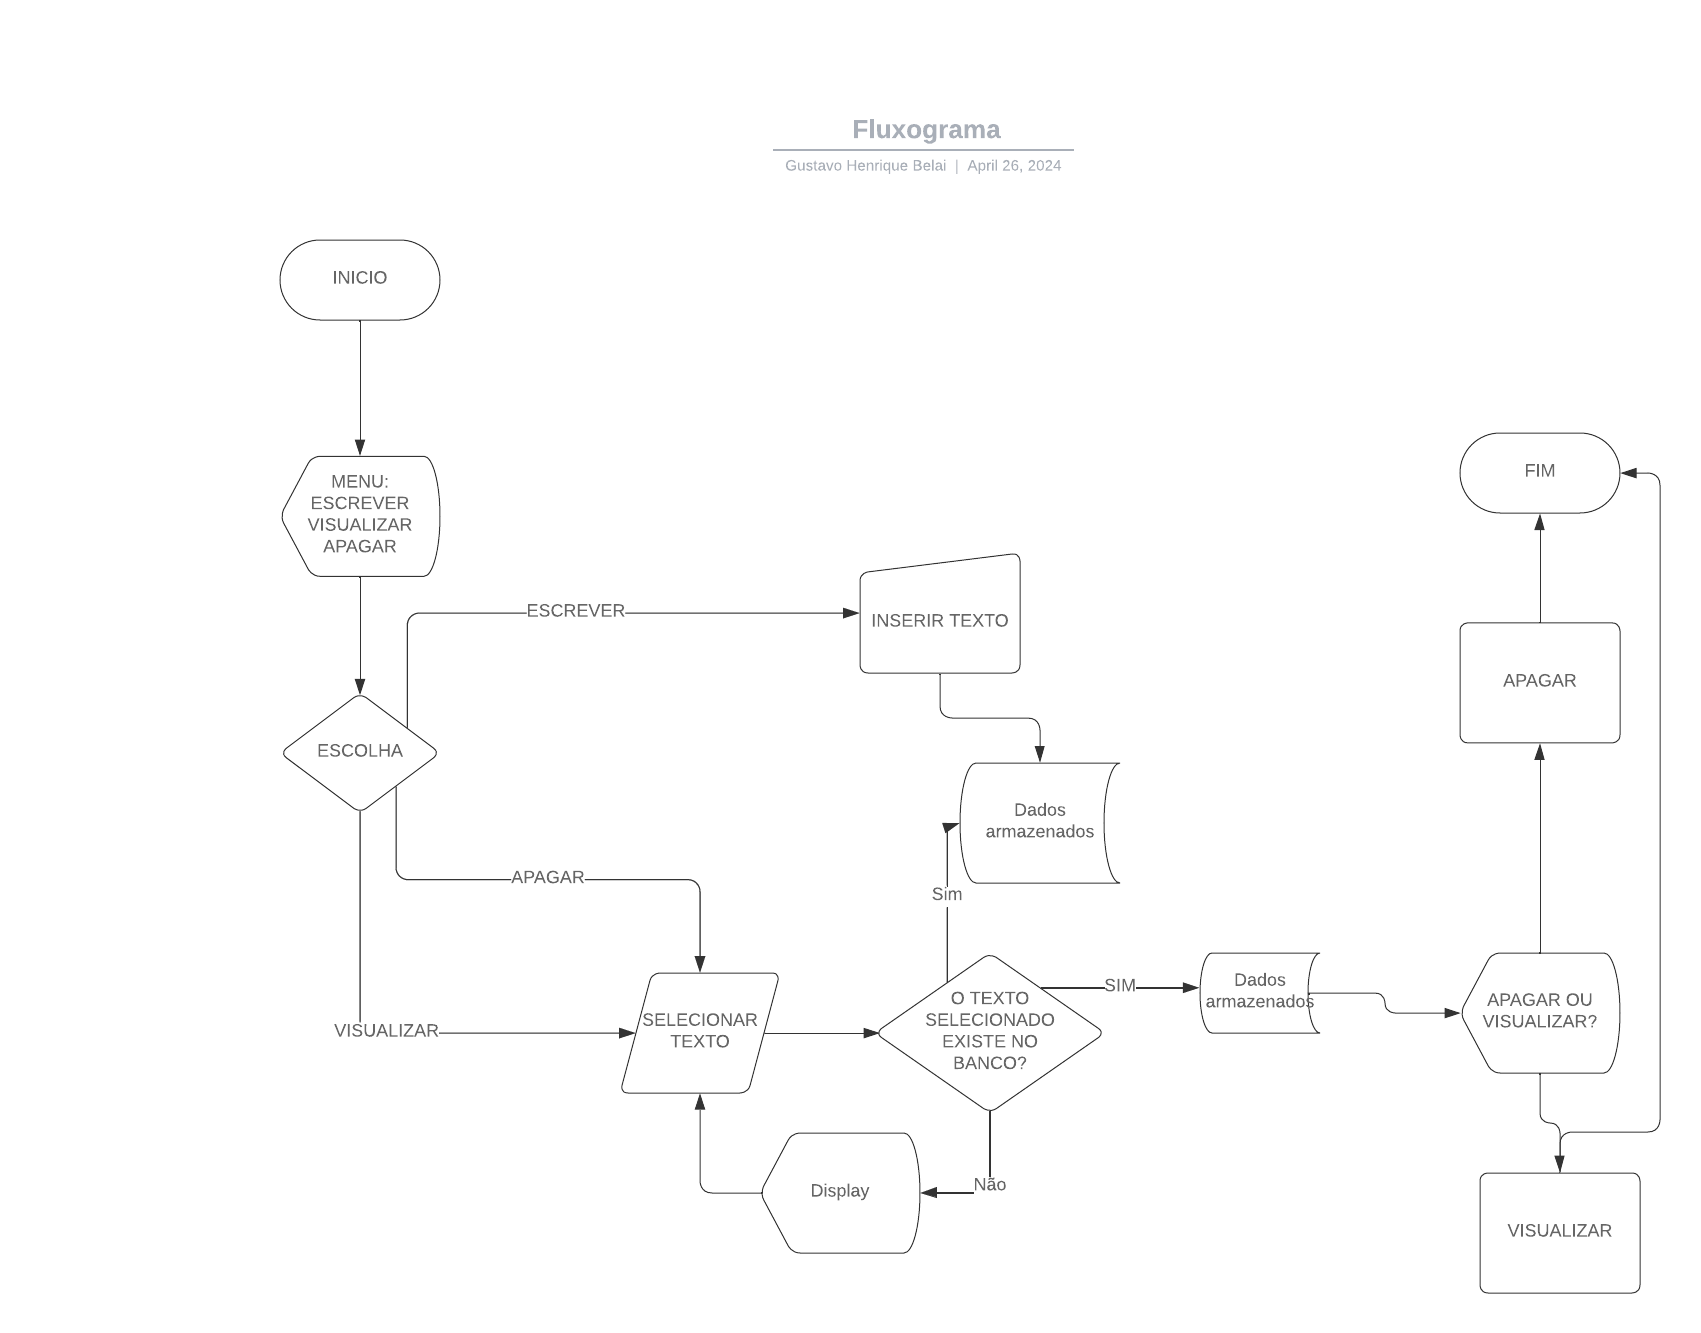 Fluxograma
Gustavo Henrique Belai | April 26, 2024
INICIO
MENU:
ESCREVER
VISUALIZAR
APAGAR
ESCOLHA
ESCREVER
INSERIR TEXTO
Dados
armazenados
APAGAR
VISUALIZAR
SELECIONAR
TEXTO
O TEXTO
SELECIONADO
EXISTE NO
BANCO?
Sim
SIM
Não
Display
Dados
armazenados
APAGAR OU
VISUALIZAR?
APAGAR
FIM
VISUALIZAR